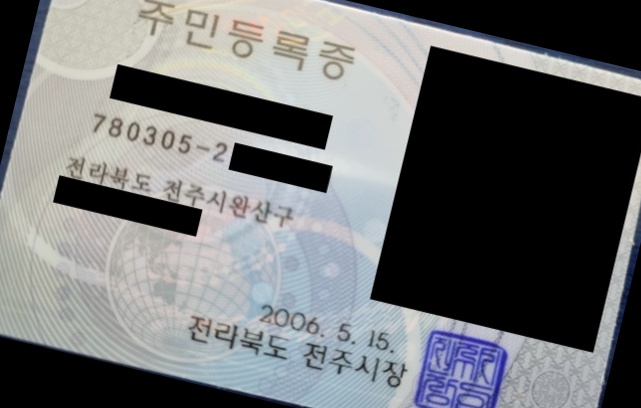 주민등록증
780305-2
전라북도 전주시완산구
2006. 5. 15.
전라북도 전주시장